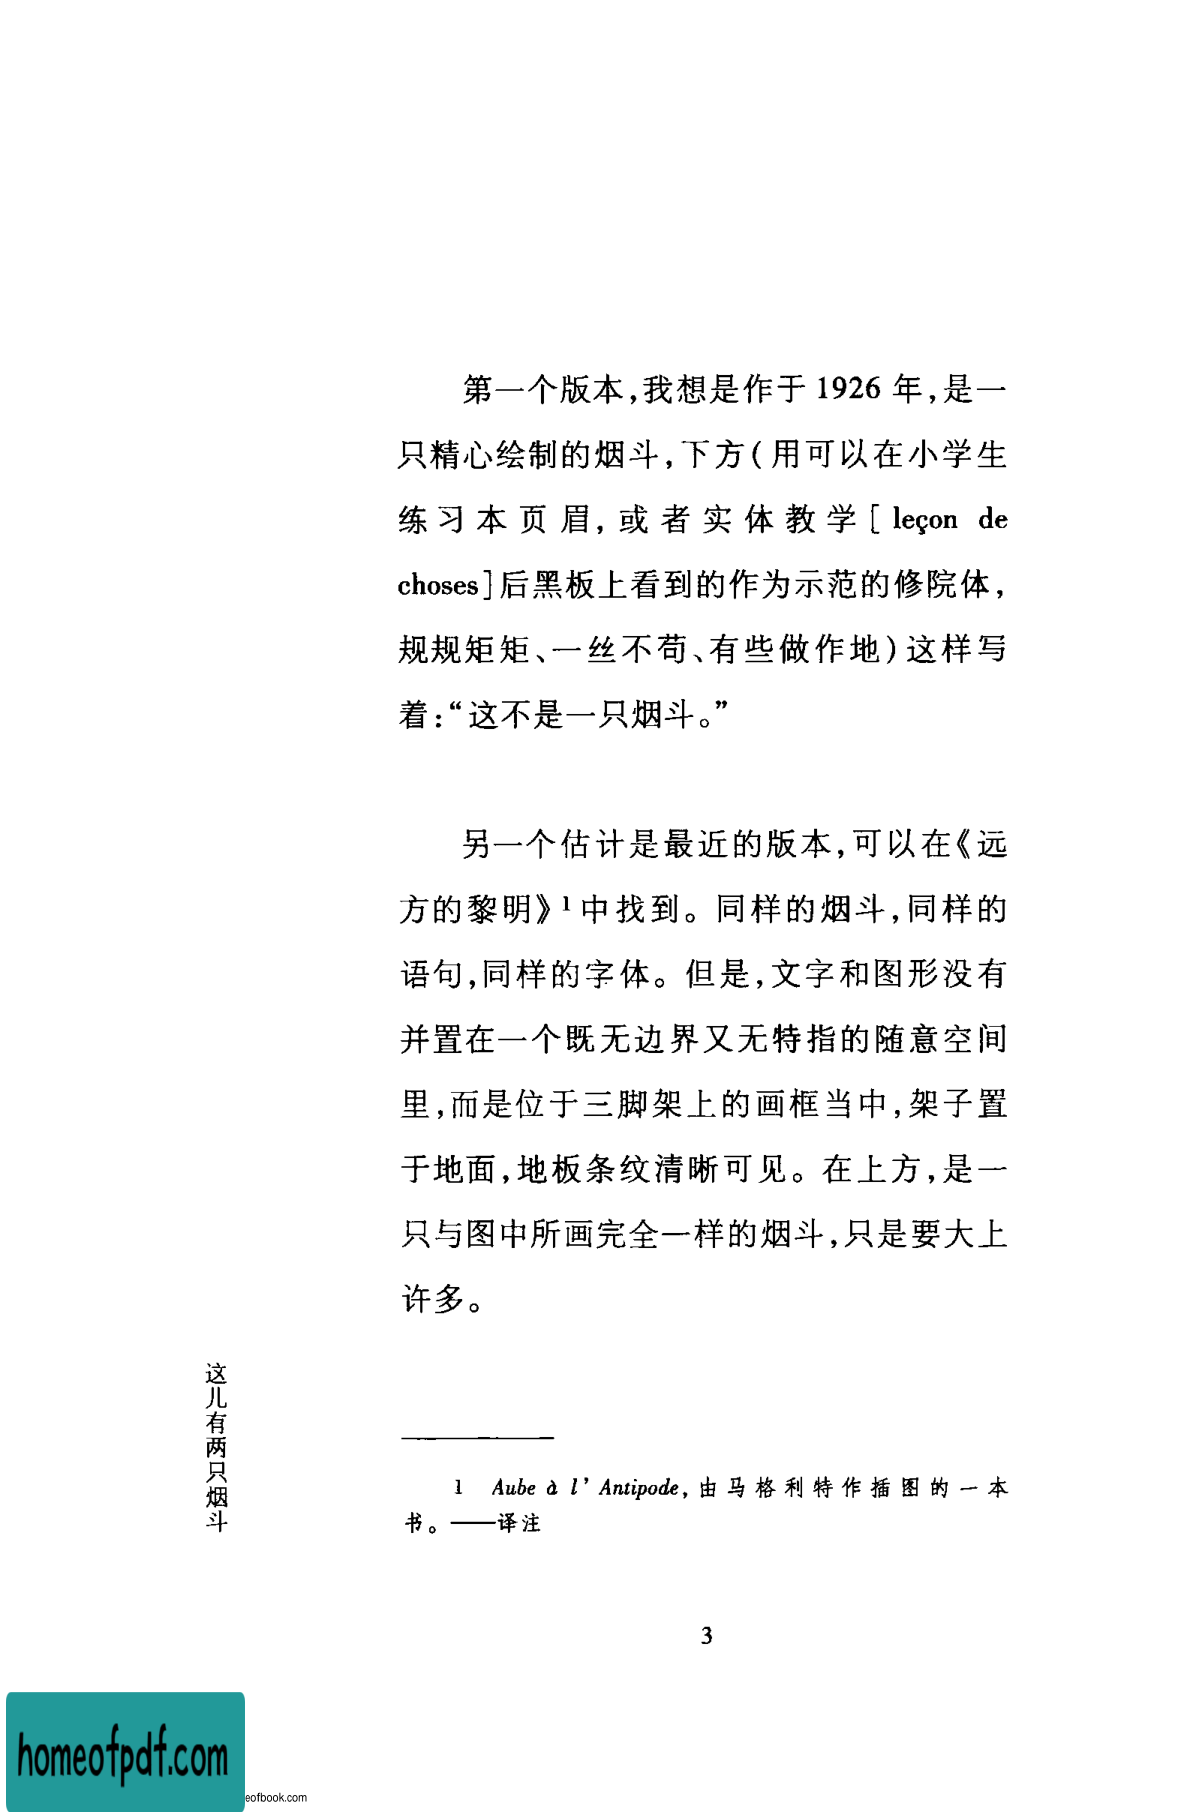 第一个版本,我想是作于 1926 年,是一
只精心绘制的烟斗,下方(用可以在小学生
练习本页眉,或者实体教学[leçon de
choses]后黑板上看到的作为示范的修院体,
规规矩矩、一丝不苟、有些做作地)这样写
着:“这不是一只烟斗。”
另一个估计是最近的版本,可以在《远
方的黎明》1中找到。同样的烟斗,同样的
语句,同样的字体。但是,文字和图形没有
并置在一个既无边界又无特指的随意空间
里,而是位于三脚架上的画框当中,架子置
于地面,地板条纹清晰可见。在上方,是一
只与图中所画完全一样的烟斗,只是要大上
许多。
这儿有两只烟斗
1 Aube à l’Antipode,由马格利特作插图的一本
书。——译注
3
homeofpdf.com
eofbook.com